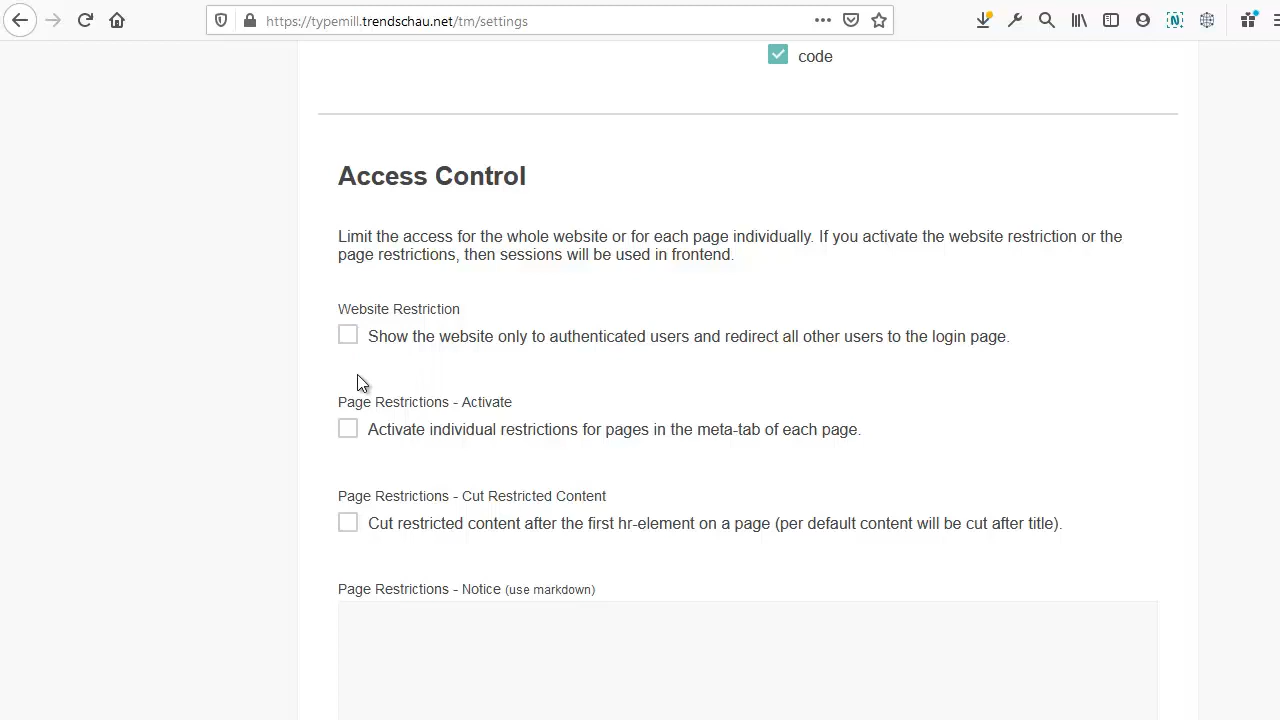 https://typemill.trendschau.net/tm/settings
code
Access Control
Limit the access for the whole website or for each page individually. If you activate the website restriction or the
page restrictions, then sessions will be used in frontend.
Website Restriction
Show the website only to authenticated users and redirect all other users to the login page.
Page Restrictions - Activate
Activate individual restrictions for pages in the meta-tab of each page.
Page Restrictions - Cut Restricted Content
Cut restricted content after the first hr-element on a page (per default content will be cut after title).
Page Restrictions - Notice (use markdown)